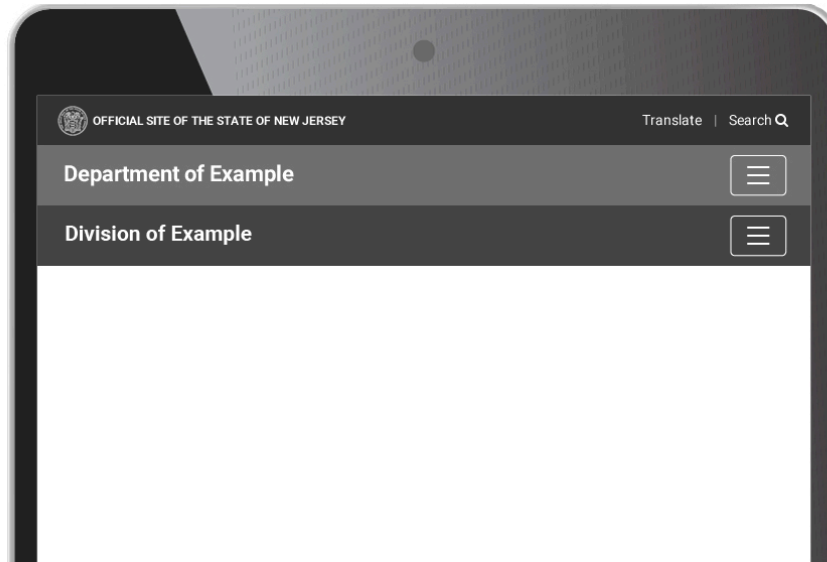 OFFICIAL SITE OF THE STATE OF NEW JERSEY
Translate | Search
Department of Example
Division of Example